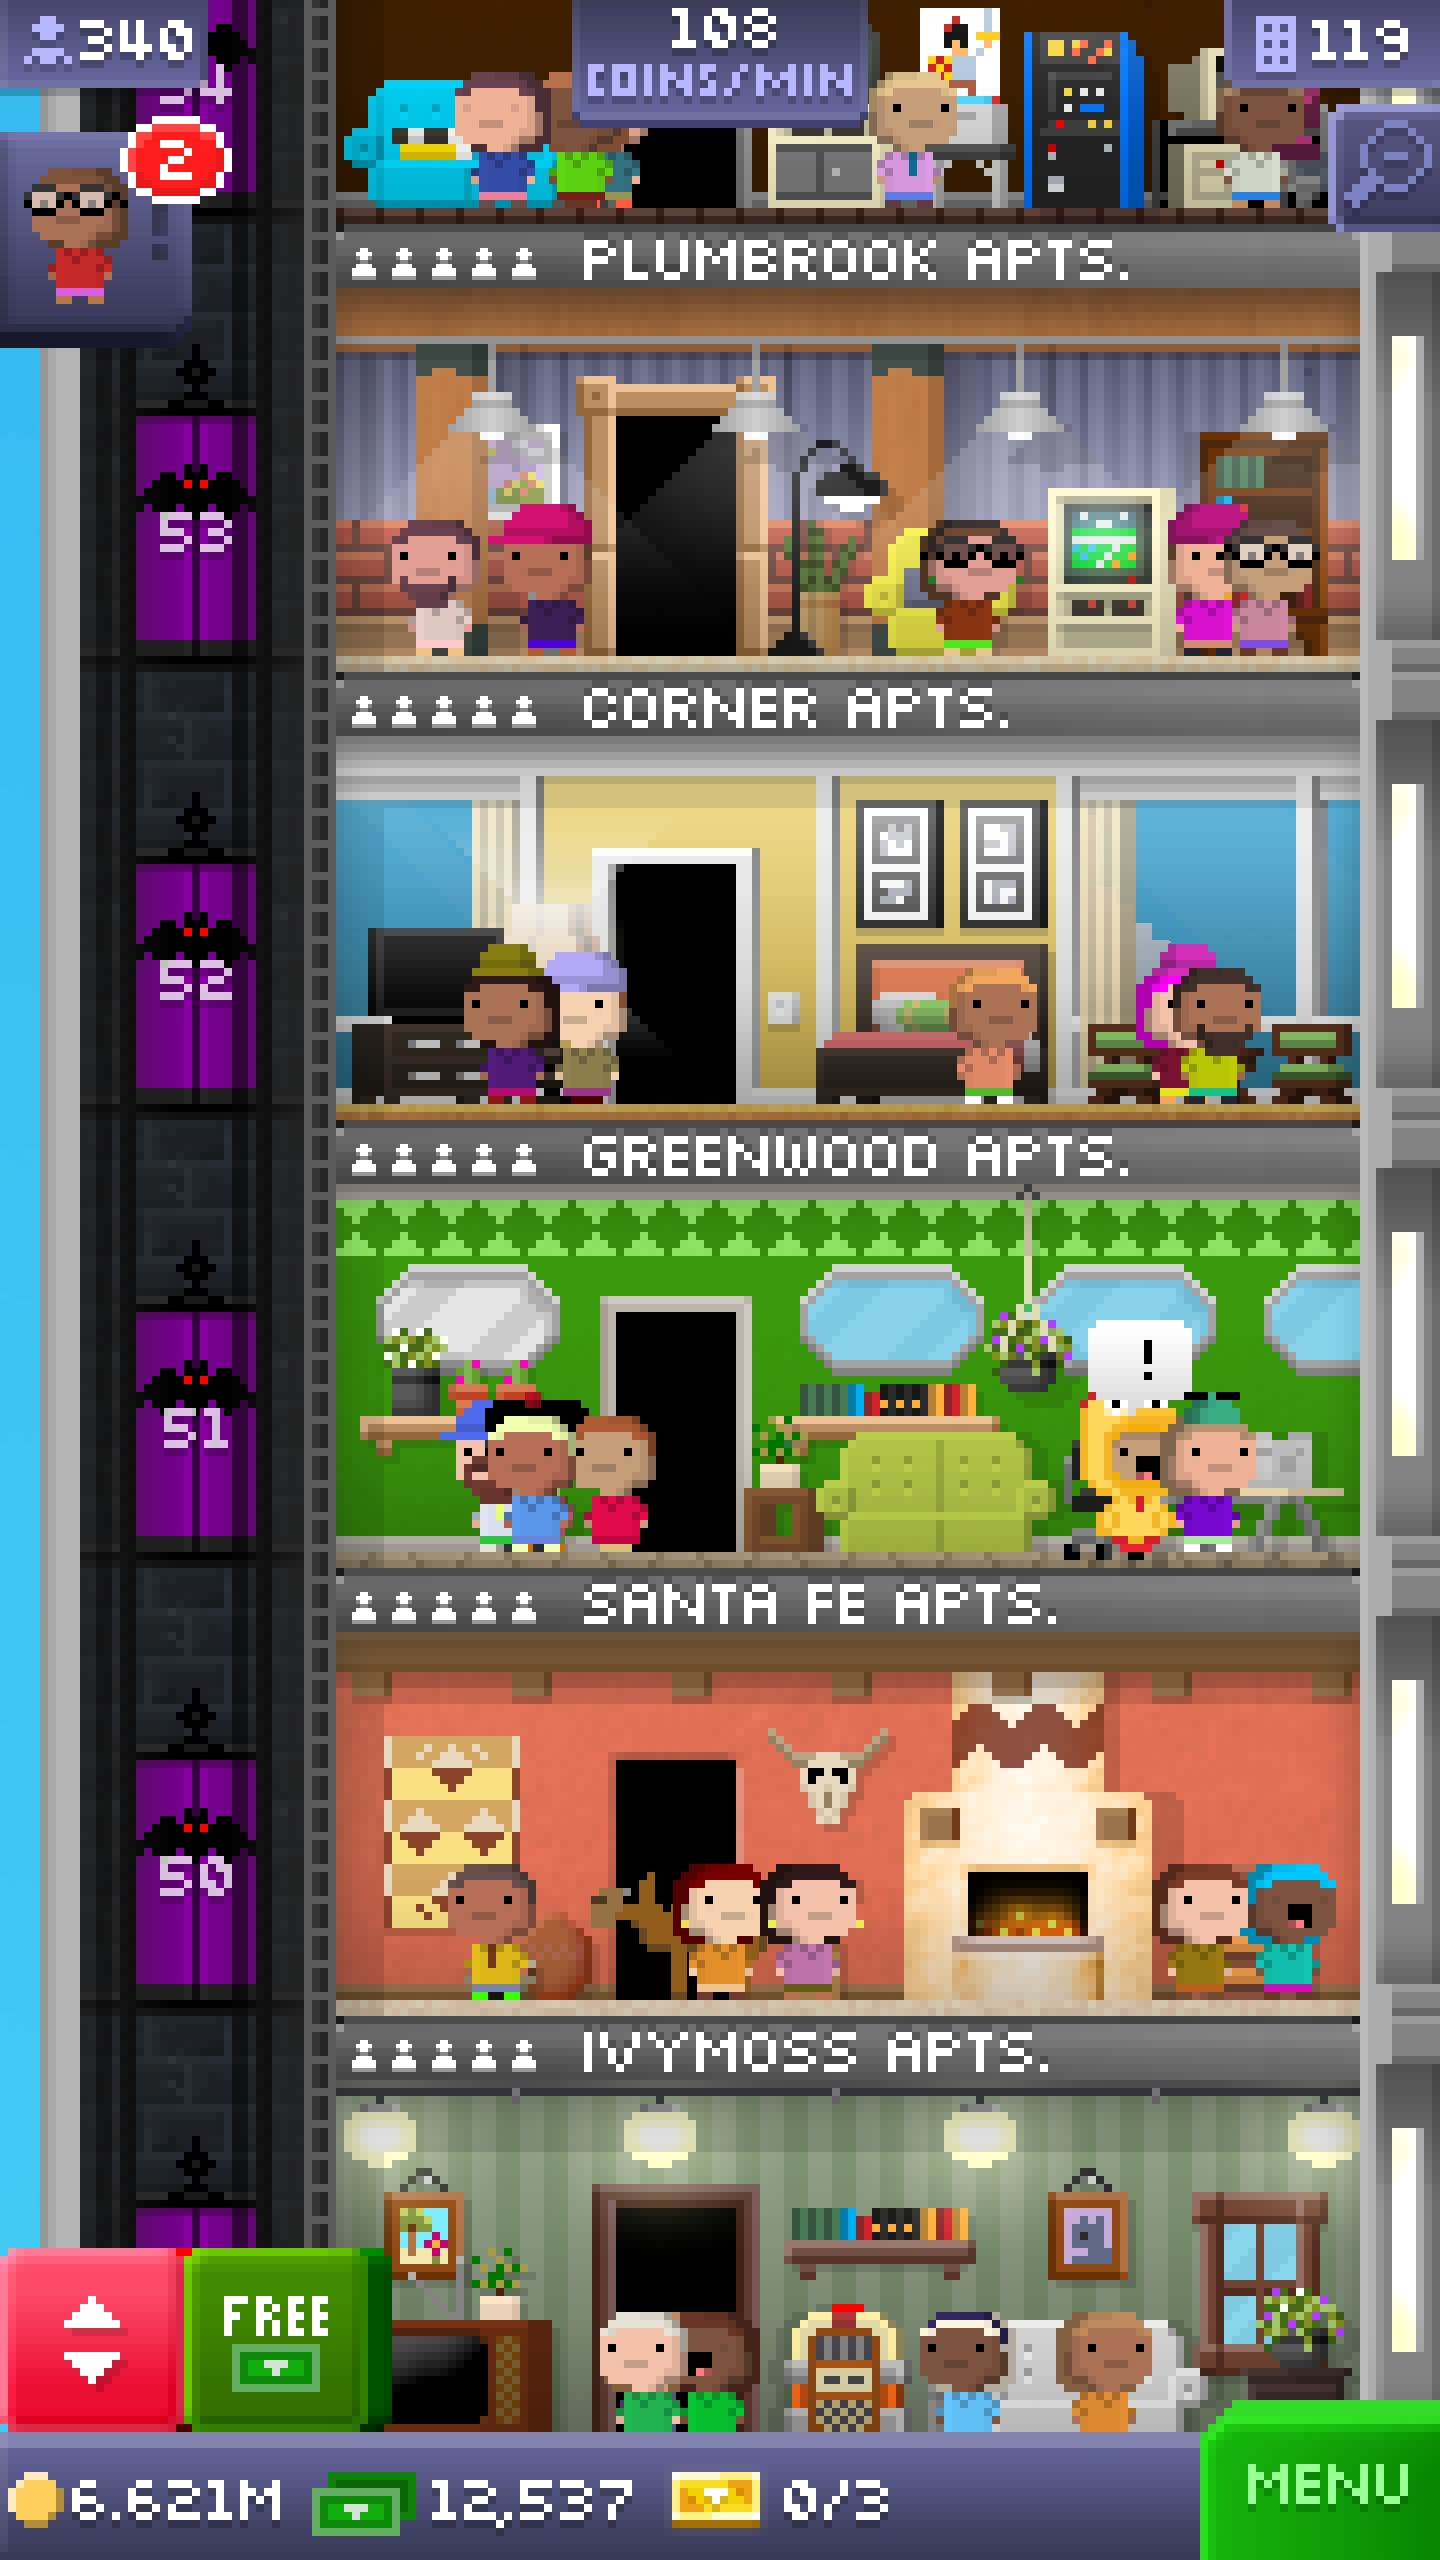 340
108
COINS/MIN
119
2
PLUMBROOK APTS.
53
CORNER APTS.
52
GREENWOOD APTS.
51
!
SANTA FE APTS.
50
IVYMOSS APTS.
FREE
6.621M
12,537
0/3
MENU